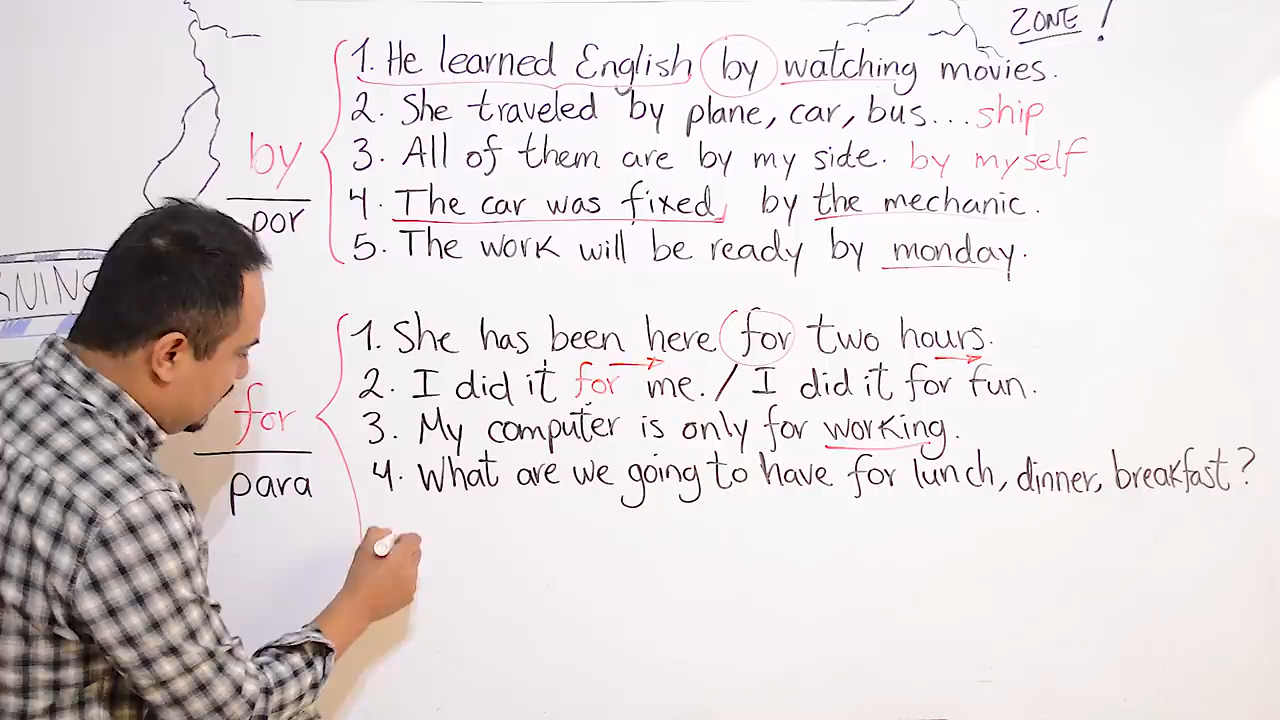 ZONE!
by
por
1. He learned English by watching movies.
2. She traveled by plane, car, bus... ship
3. All of them are by my side. by myself
4. The car was fixed by the mechanic.
5. The work will be ready by monday.
for
para
1. She has been here for two hours.
2. I did it for me. / I did it for fun.
3. My computer is only for working.
4. What are we going to have for lunch, dinner, breakfast?